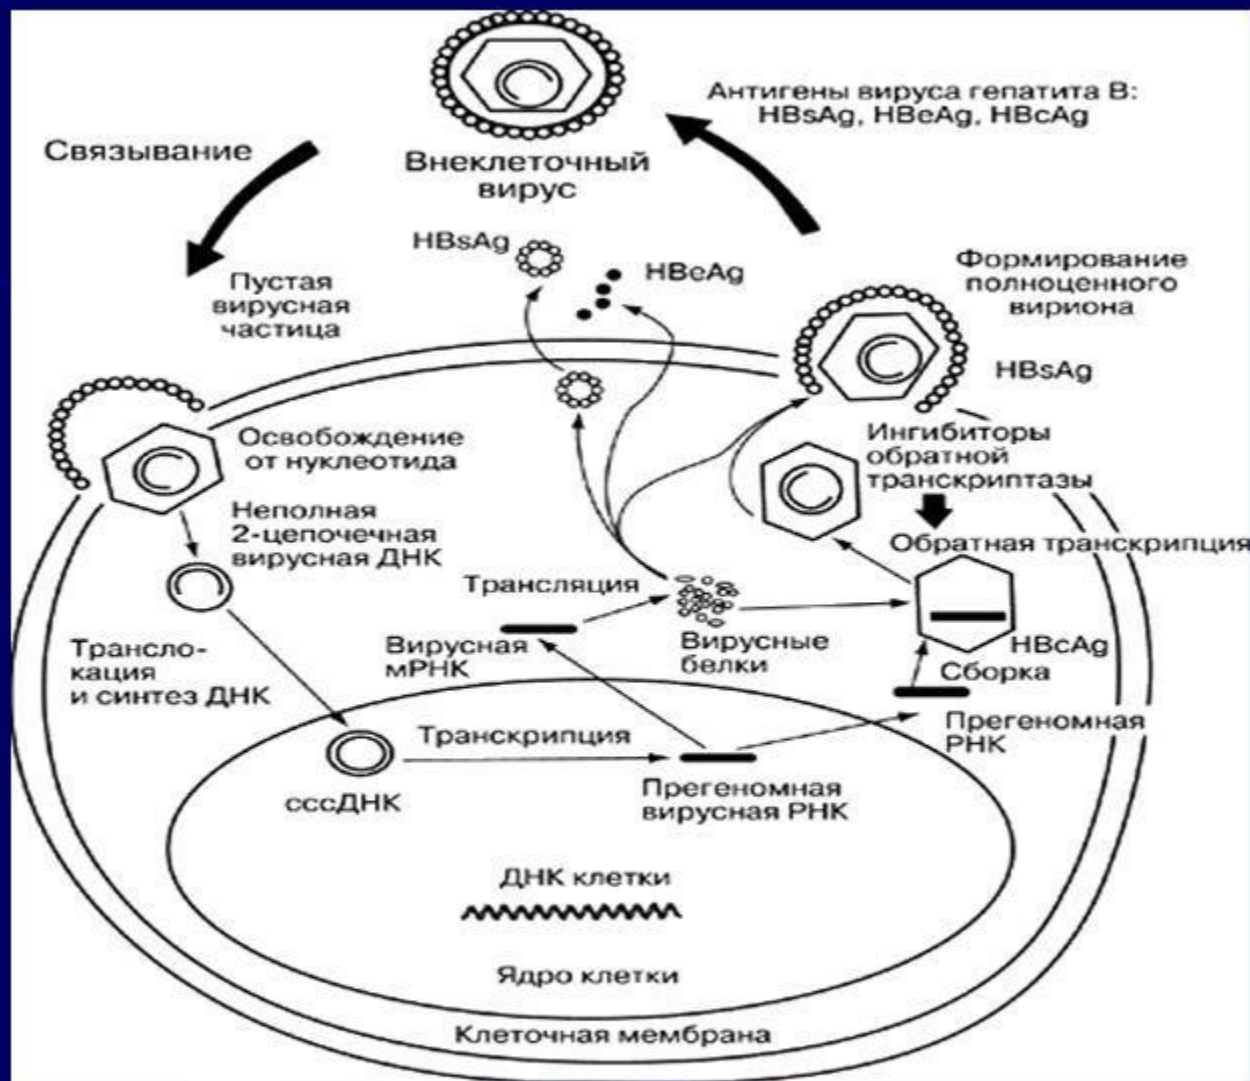 Антигены вируса гепатита В:
HBsAg, HBeAg, HBcAg
Связывание
Внеклеточный
вирус
HBsAg
HBeAg
Пустая
вирусная
частица
Формирование
полноценного
вириона
HBsAg
Освобождение
от нуклеотида
Ингибиторы
обратной
транскриптазы
Неполная
2-цепочечная
вирусная ДНК
Обратная транскрипция
Трансляция
Вирусная
мРНК
Вирусные
белки
HBcAg
Сборка
Трансло-
кация
и синтез ДНК
Прегеномная
РНК
Транскрипция
сссДНК
Прегеномная
вирусная РНК
ДНК клетки
Ядро клетки
Клеточная мембрана